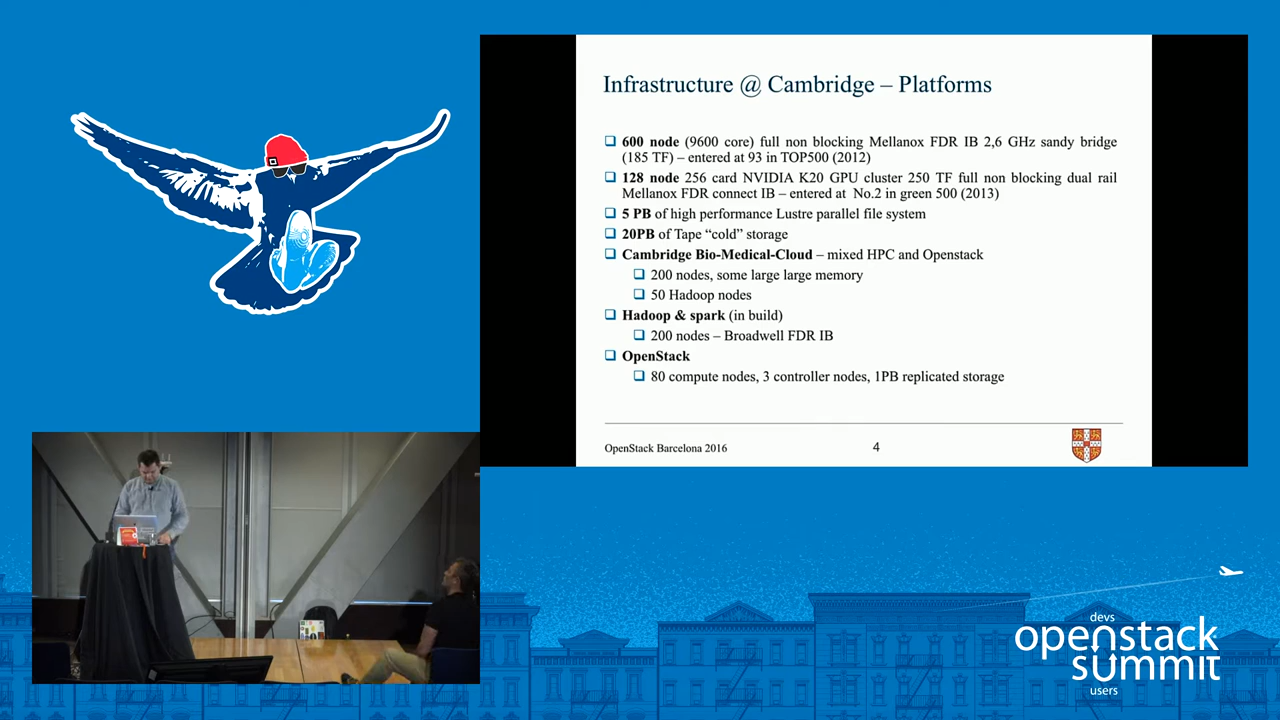 Infrastructure @ Cambridge – Platforms
600 node (9600 core) full non blocking Mellanox FDR IB 2,6 GHz sandy bridge
(185 TF) – entered at 93 in TOP500 (2012)
128 node 256 card NVIDIA K20 GPU cluster 250 TF full non blocking dual rail
Mellanox FDR connect IB – entered at No.2 in green 500 (2013)
5 PB of high performance Lustre parallel file system
20PB of Tape “cold” storage
Cambridge Bio-Medical-Cloud – mixed HPC and Openstack
200 nodes, some large large memory
50 Hadoop nodes
Hadoop & spark (in build)
200 nodes – Broadwell FDR IB
OpenStack
80 compute nodes, 3 controller nodes, 1PB replicated storage
OpenStack Barcelona 2016
4
devs
openstack
summit
users